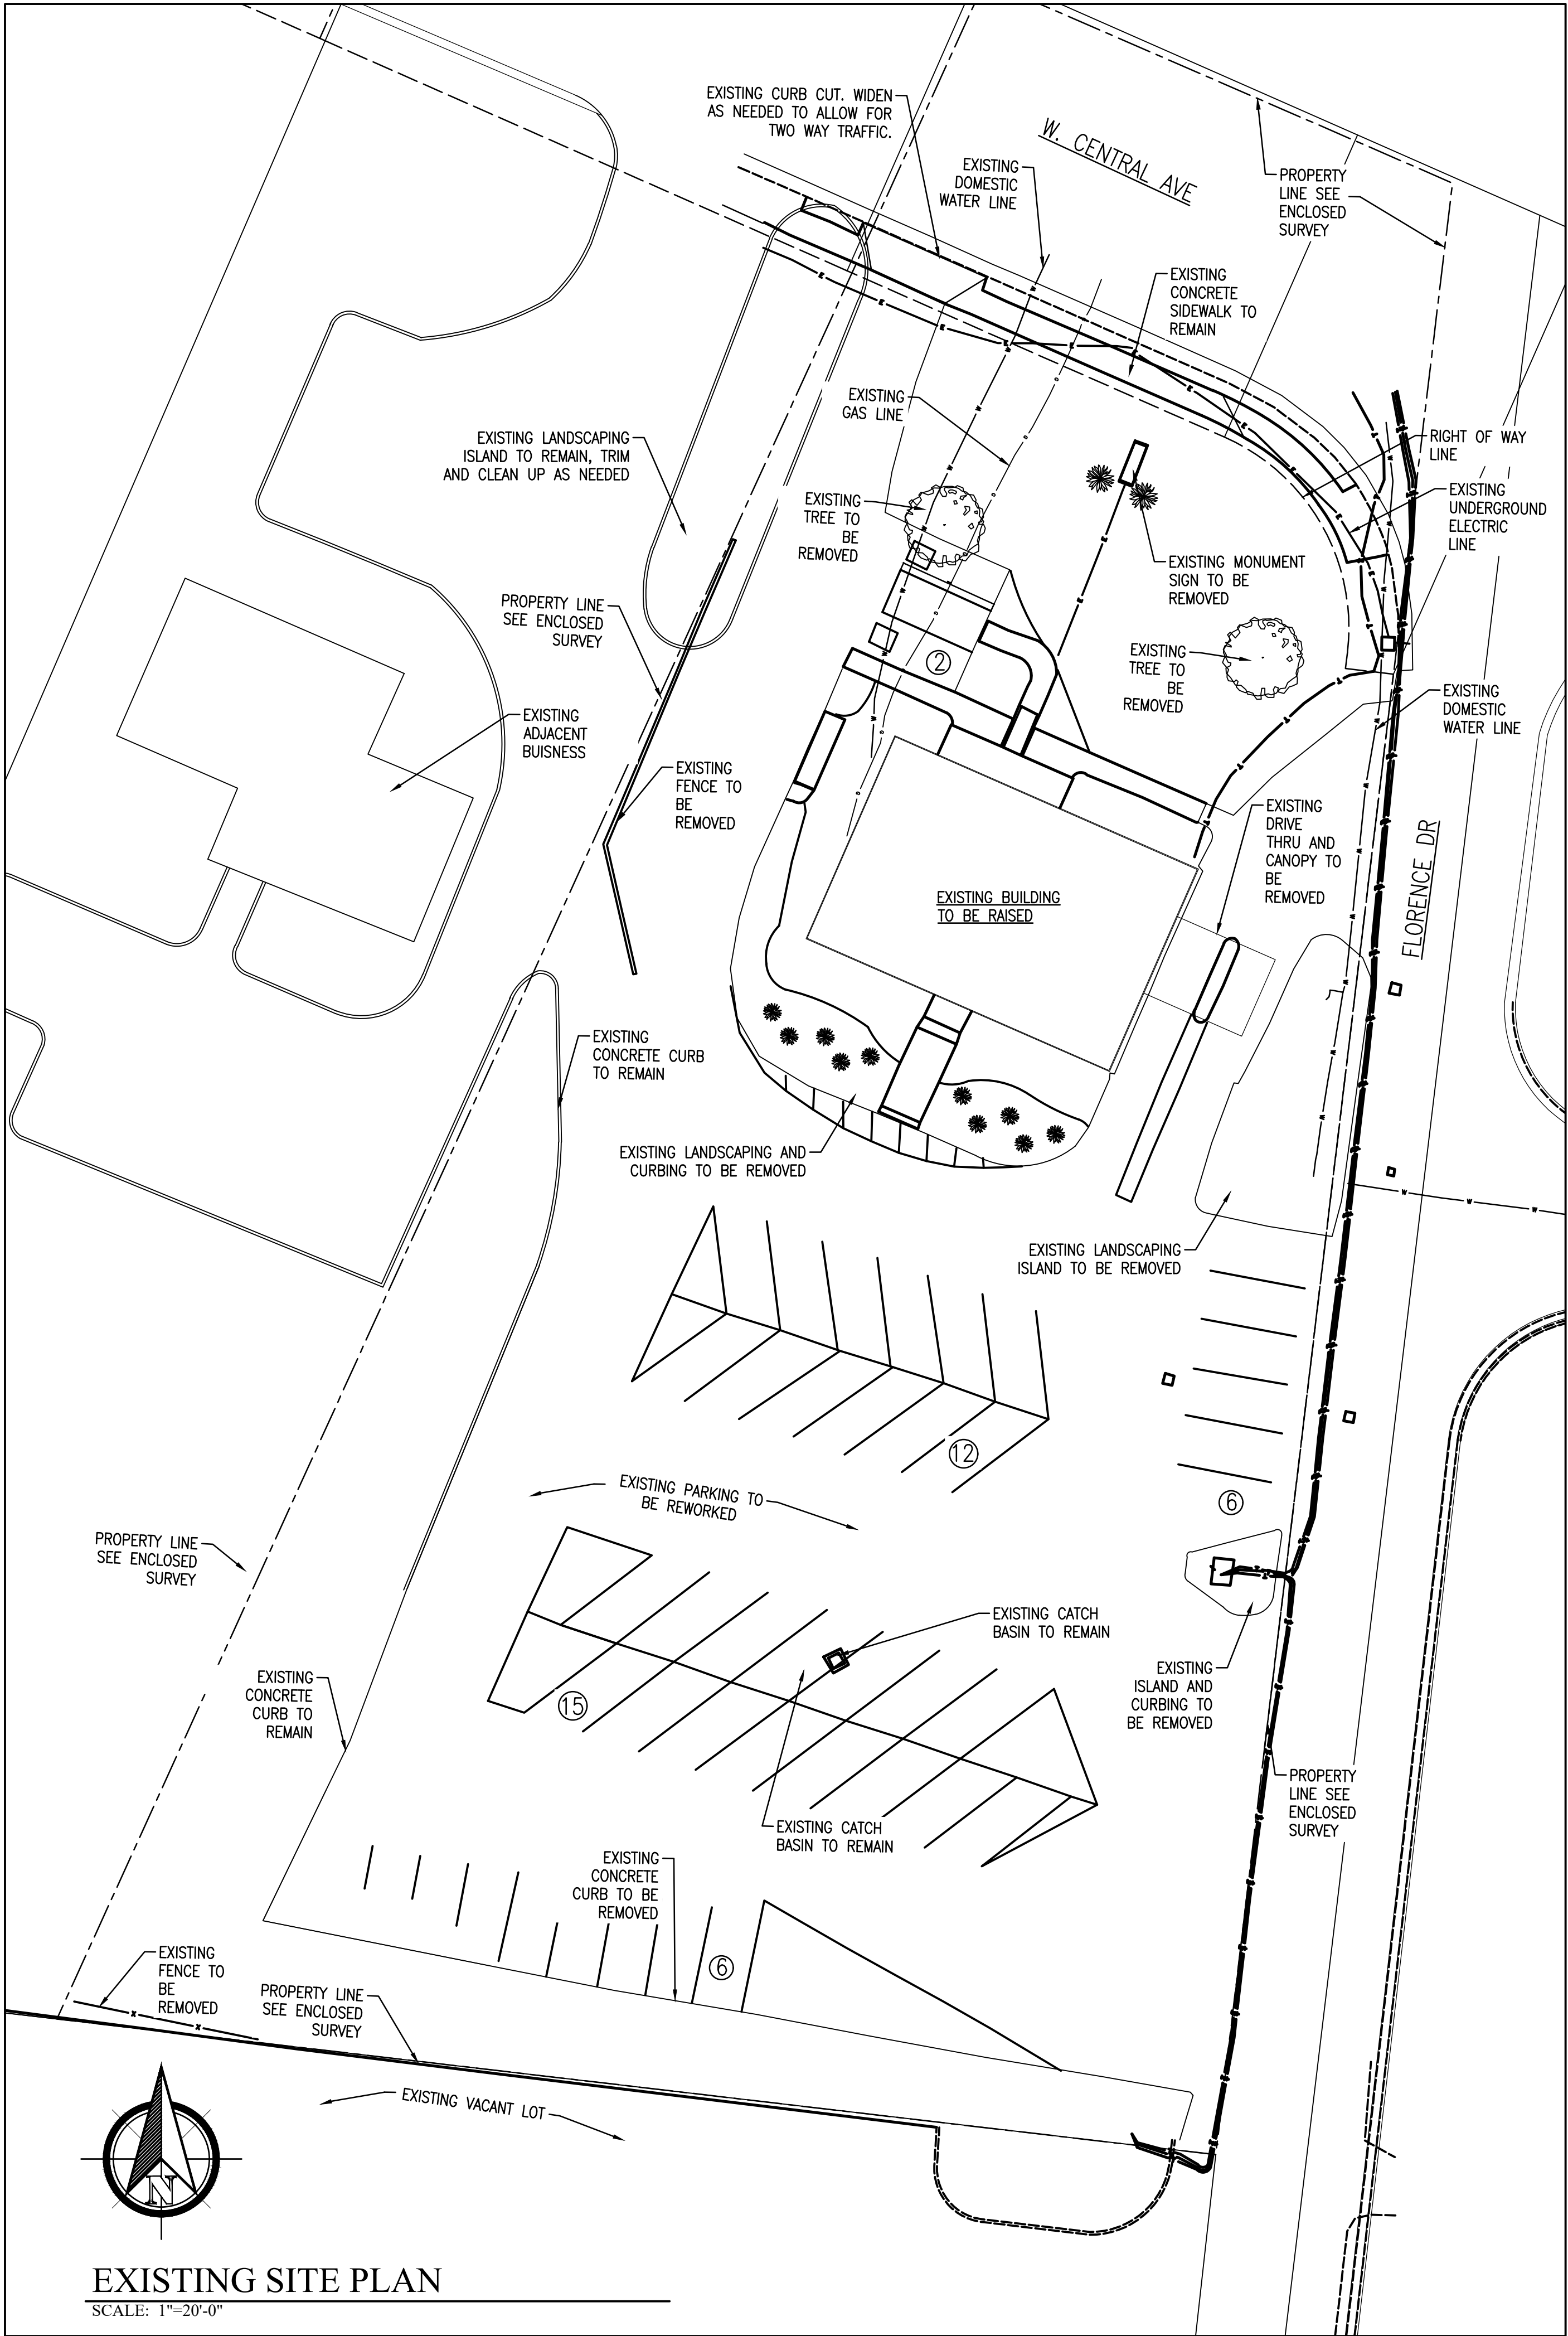 EXISTING CURB CUT. WIDEN
AS NEEDED TO ALLOW FOR
TWO WAY TRAFFIC.
W. CENTRAL AVE
EXISTING
DOMESTIC
WATER LINE
PROPERTY
LINE SEE
ENCLOSED
SURVEY
EXISTING
CONCRETE
SIDEWALK TO
REMAIN
EXISTING
GAS LINE
EXISTING LANDSCAPING
ISLAND TO REMAIN, TRIM
AND CLEAN UP AS NEEDED
RIGHT OF WAY
LINE
EXISTING
TREE TO
BE
REMOVED
EXISTING
UNDERGROUND
ELECTRIC
LINE
EXISTING MONUMENT
SIGN TO BE
REMOVED
PROPERTY LINE
SEE ENCLOSED
SURVEY
2
EXISTING
TREE TO
BE
REMOVED
EXISTING
DOMESTIC
WATER LINE
EXISTING
ADJACENT
BUISNESS
EXISTING
FENCE TO
BE
REMOVED
EXISTING
DRIVE
THRU AND
CANOPY TO
BE
REMOVED
FLORENCE DR
EXISTING BUILDING
TO BE RAISED
EXISTING
CONCRETE CURB
TO REMAIN
EXISTING LANDSCAPING AND
CURBING TO BE REMOVED
EXISTING LANDSCAPING
ISLAND TO BE REMOVED
12
EXISTING PARKING TO
BE REWORKED
6
PROPERTY LINE
SEE ENCLOSED
SURVEY
EXISTING CATCH
BASIN TO REMAIN
EXISTING
ISLAND AND
CURBING TO
BE REMOVED
EXISTING
CONCRETE
CURB TO
REMAIN
15
PROPERTY
LINE SEE
ENCLOSED
SURVEY
EXISTING CATCH
BASIN TO REMAIN
EXISTING
CONCRETE
CURB TO BE
REMOVED
6
EXISTING
FENCE TO
BE
REMOVED
PROPERTY LINE
SEE ENCLOSED
SURVEY
EXISTING VACANT LOT
N
EXISTING SITE PLAN
SCALE: 1"=20'-0"